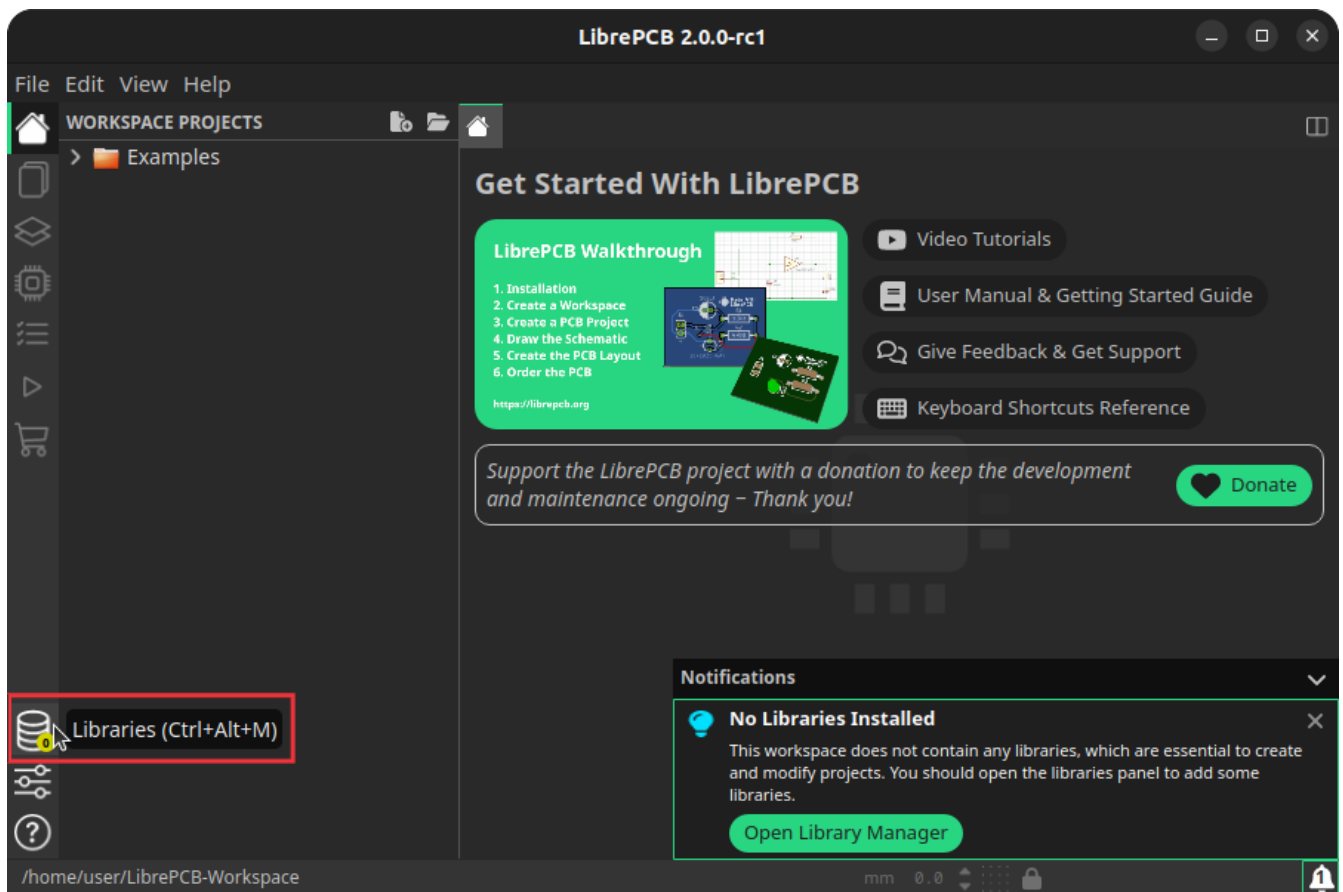 LibrePCB 2.0.0-rc1
File Edit View Help
WORKSPACE PROJECTS
Examples
Get Started With LibrePCB
LibrePCB Walkthrough
1. Installation
2. Create a Workspace
3. Create a PCB Project
4. Draw the Schematic
5. Create the PCB Layout
6. Order the PCB
https://librepcb.org
Video Tutorials
User Manual & Getting Started Guide
Give Feedback & Get Support
Keyboard Shortcuts Reference
Support the LibrePCB project with a donation to keep the development
and maintenance ongoing – Thank you!
Donate
Notifications
No Libraries Installed
This workspace does not contain any libraries, which are essential to create
and modify projects. You should open the libraries panel to add some
libraries.
Open Library Manager
0
Libraries (Ctrl+Alt+M)
/home/user/LibrePCB-Workspace
mm 0.0
1